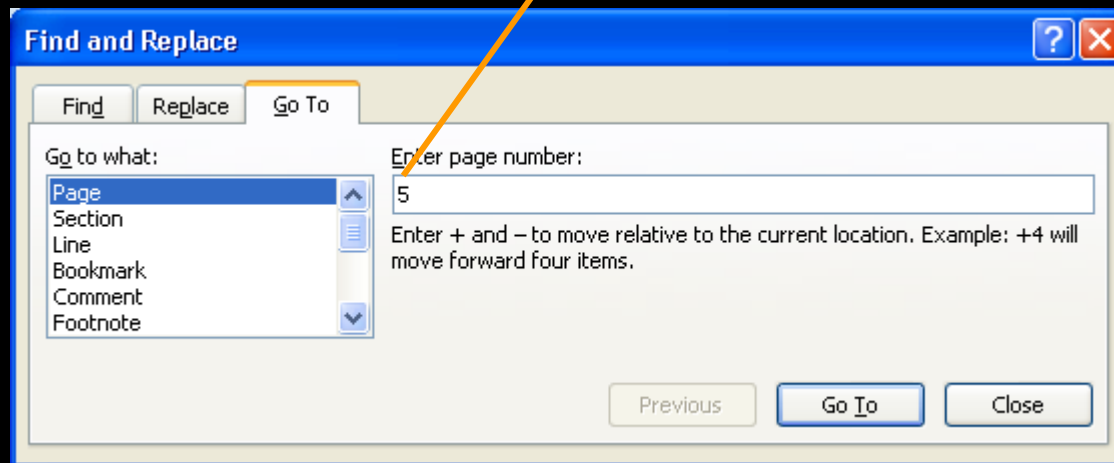 Find and Replace
Find
Replace
Go To
Go to what:
Page
Section
Line
Bookmark
Comment
Footnote
Enter page number:
5
Enter + and – to move relative to the current location. Example: +4 will
move forward four items.
Previous
Go To
Close